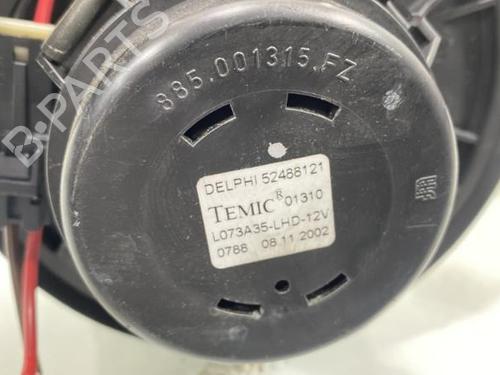 B-PARTS
885.001315.FZ
DELPHI 52488121
TEMIC® 01310
L073A35-LHD-12V
0788 08.11.2002